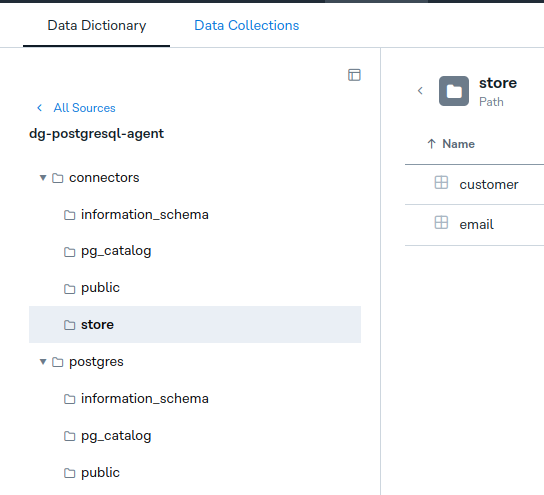 Data Dictionary
Data Collections
All Sources
dg-postgresql-agent
connectors
information_schema
pg_catalog
public
store
postgres
information_schema
pg_catalog
public
store
Path
Name
customer
email